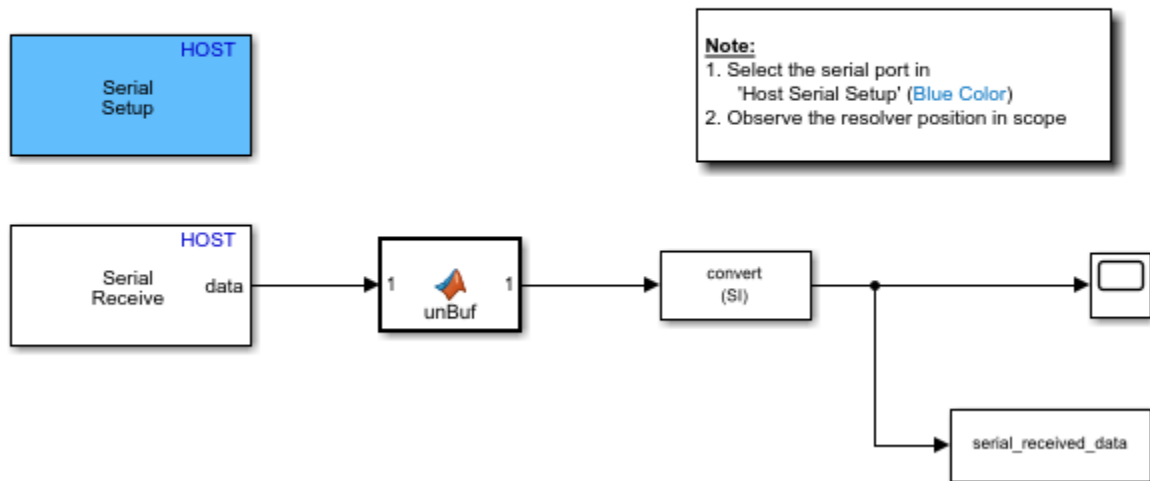 HOST
Serial
Setup
Note:
1. Select the serial port in
'Host Serial Setup' (Blue Color)
2. Observe the resolver position in scope
HOST
Serial
Receive
data
1
1
unBuf
convert
(SI)
serial_received_data